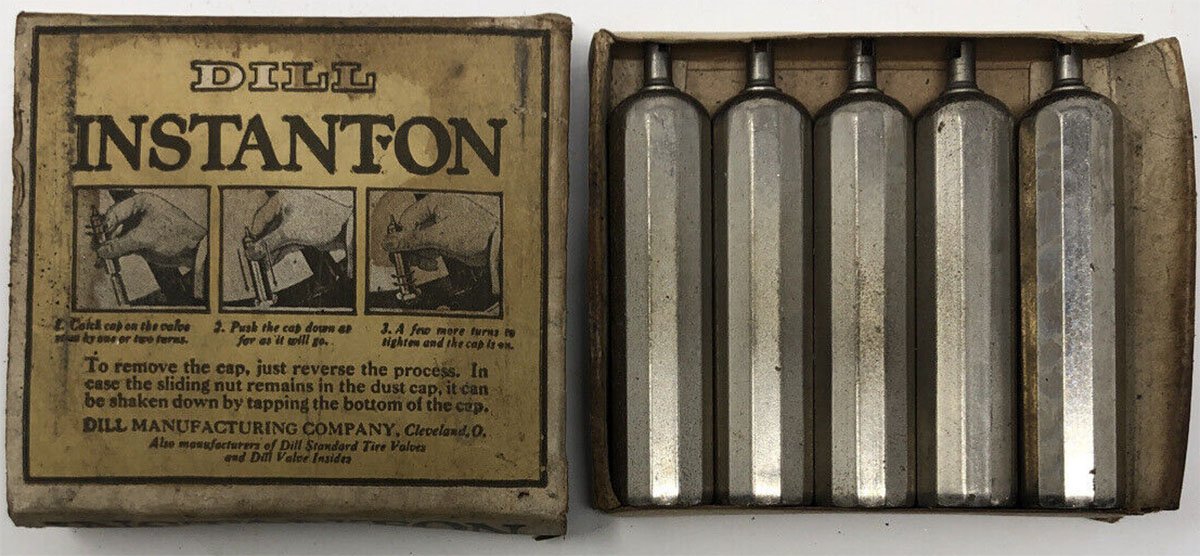 DILL
INSTANT-ON
1. Catch cap on the valve
stem by one or two turns.
2. Push the cap down as
far as it will go.
3. A few more turns to
tighten and the cap is on.
To remove the cap, just reverse the process. In
case the sliding nut remains in the dust cap, it can
be shaken down by tapping the bottom of the cap.
DILL MANUFACTURING COMPANY, Cleveland, O.
Also manufacturers of Dill Standard Tire Valves
and Dill Valve Insides
INSTANT-ON